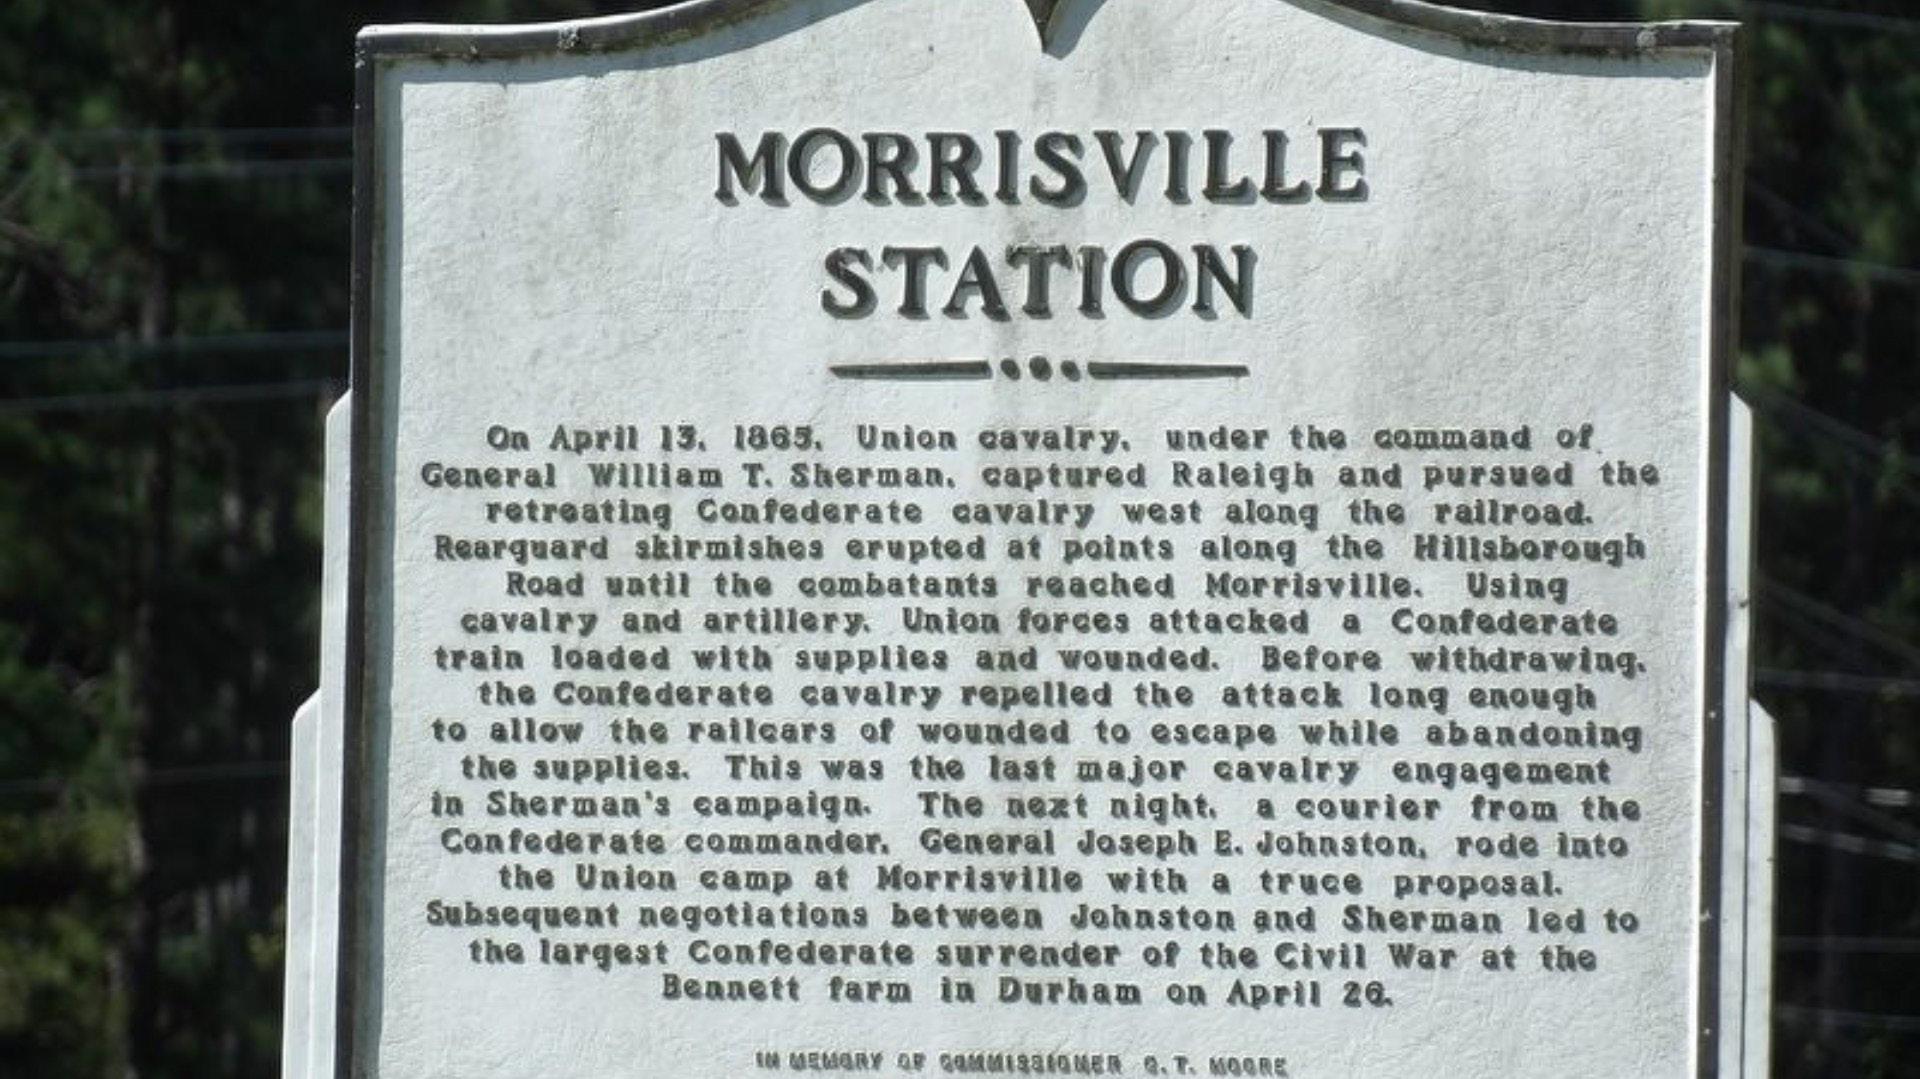 MORRISVILLE
STATION
On April 13, 1865, Union cavalry, under the command of
General William T. Sherman, captured Raleigh and pursued the
retreating Confederate cavalry west along the railroad.
Rearguard skirmishes erupted at points along the Hillsborough
Road until the combatants reached Morrisville. Using
cavalry and artillery, Union forces attacked a Confederate
train loaded with supplies and wounded. Before withdrawing,
the Confederate cavalry repelled the attack long enough
to allow the railcars of wounded to escape while abandoning
the supplies. This was the last major cavalry engagement
in Sherman's campaign. The next night, a courier from the
Confederate commander, General Joseph E. Johnston, rode into
the Union camp at Morrisville with a truce proposal.
Subsequent negotiations between Johnston and Sherman led to
the largest Confederate surrender of the Civil War at the
Bennett farm in Durham on April 26.
IN MEMORY OF COMMISSIONER C. T. MOORE